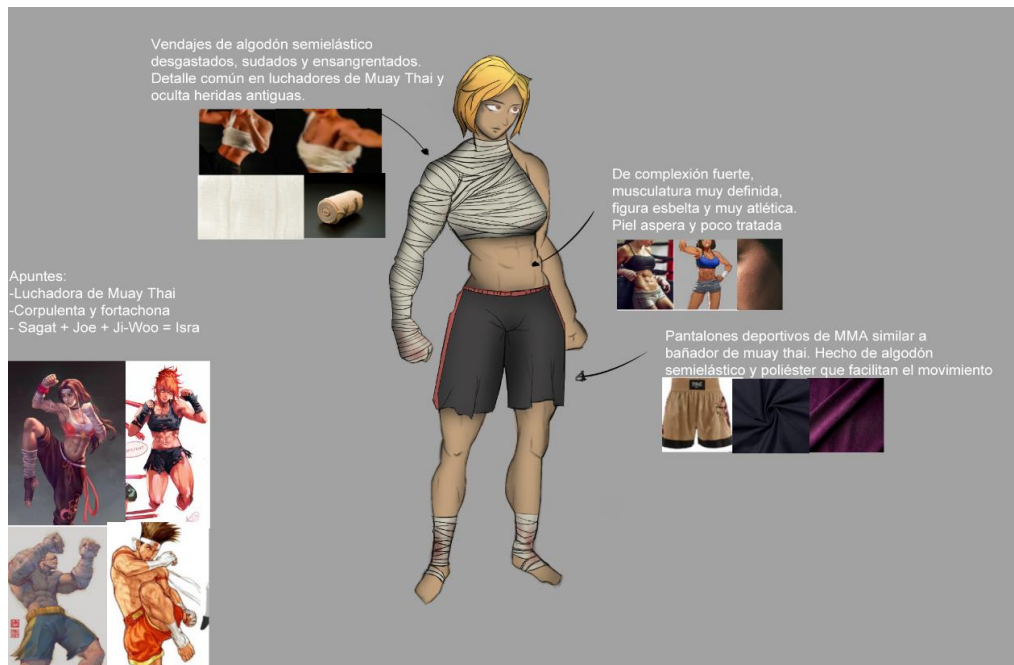 Vendajes de algodón semielástico
desgastados, sudados y ensangrentados.
Detalle común en luchadores de Muay Thai y
oculta heridas antiguas.
De complexión fuerte,
musculatura muy definida,
figura esbelta y muy atlética.
Piel aspera y poco tratada
Apuntes:
-Luchadora de Muay Thai
-Corpulenta y fortachona
- Sagat + Joe + Ji-Woo = Isra
Pantalones deportivos de MMA similar a
bañador de muay thai. Hecho de algodón
semielástico y poliéster que facilitan el movimiento